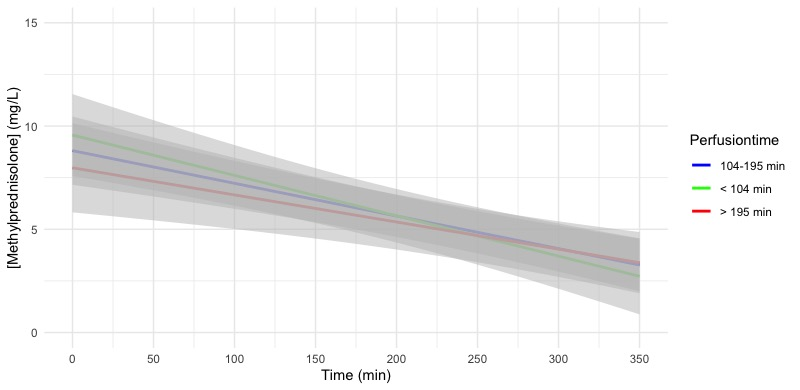 [Methylprednisolone] (mg/L)
15
10
5
0
0 50 100 150 200 250 300 350
Time (min)
Perfusiontime
104-195 min
< 104 min
> 195 min